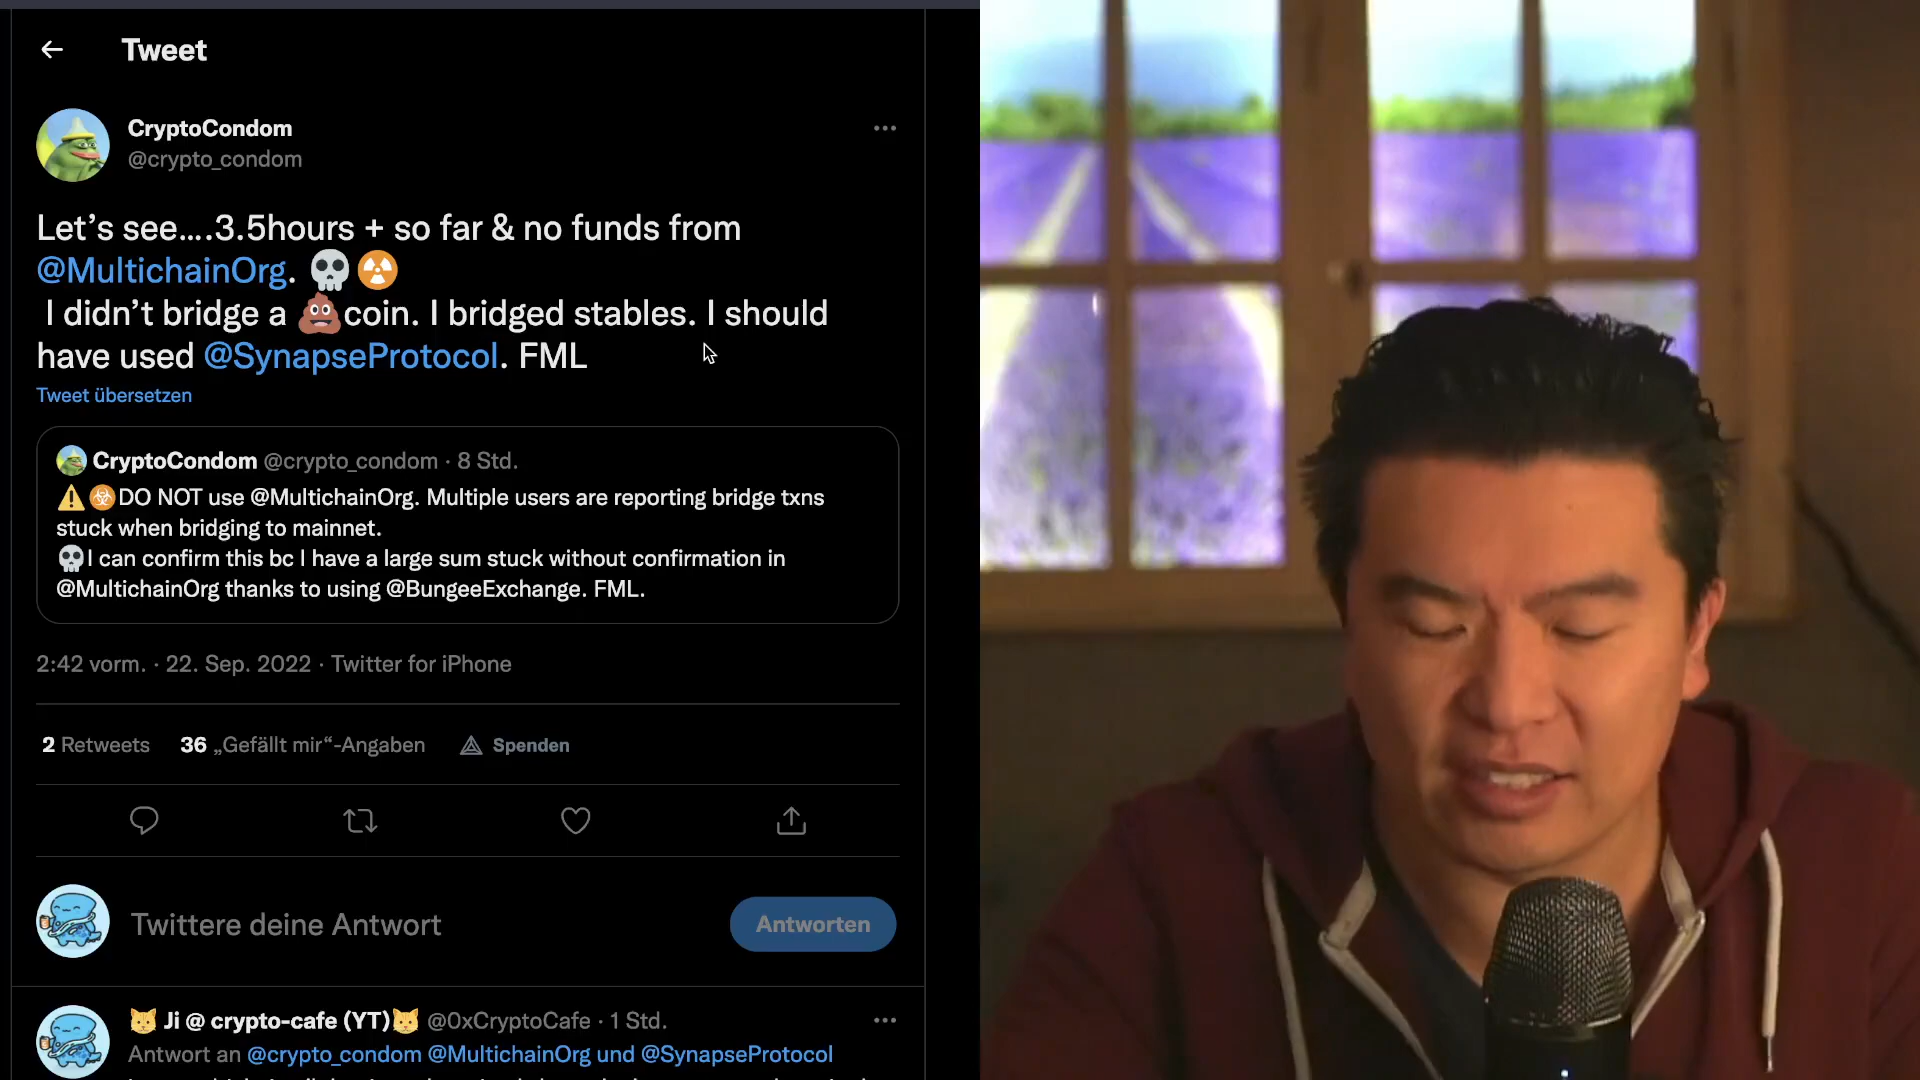 Tweet
CryptoCondom
@crypto_condom
Let's see....3.5hours + so far & no funds from
@MultichainOrg. 💀☢️
I didn't bridge a 💩coin. I bridged stables. I should
have used @SynapseProtocol. FML
Tweet übersetzen
CryptoCondom @crypto_condom · 8 Std.
⚠️☣️DO NOT use @MultichainOrg. Multiple users are reporting bridge txns
stuck when bridging to mainnet.
💀I can confirm this bc I have a large sum stuck without confirmation in
@MultichainOrg thanks to using @BungeeExchange. FML.
2:42 vorm. · 22. Sep. 2022 · Twitter for iPhone
2 Retweets 36 „Gefällt mir“-Angaben Spenden
Twittere deine Antwort
Antworten
🐱 Ji @ crypto-cafe (YT)🐱 @0xCryptoCafe · 1 Std.
Antwort an @crypto_condom @MultichainOrg und @SynapseProtocol